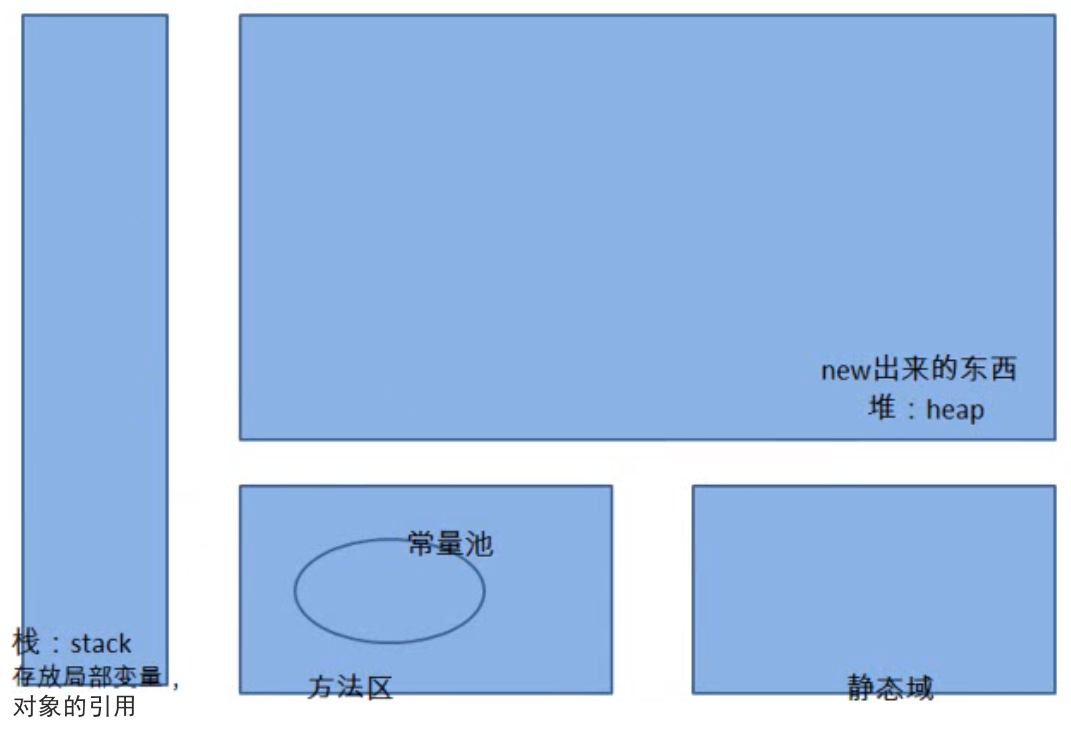 new出来的东西
堆：heap
常量池
栈：stack
存放局部变量，
对象的引用
方法区
静态域